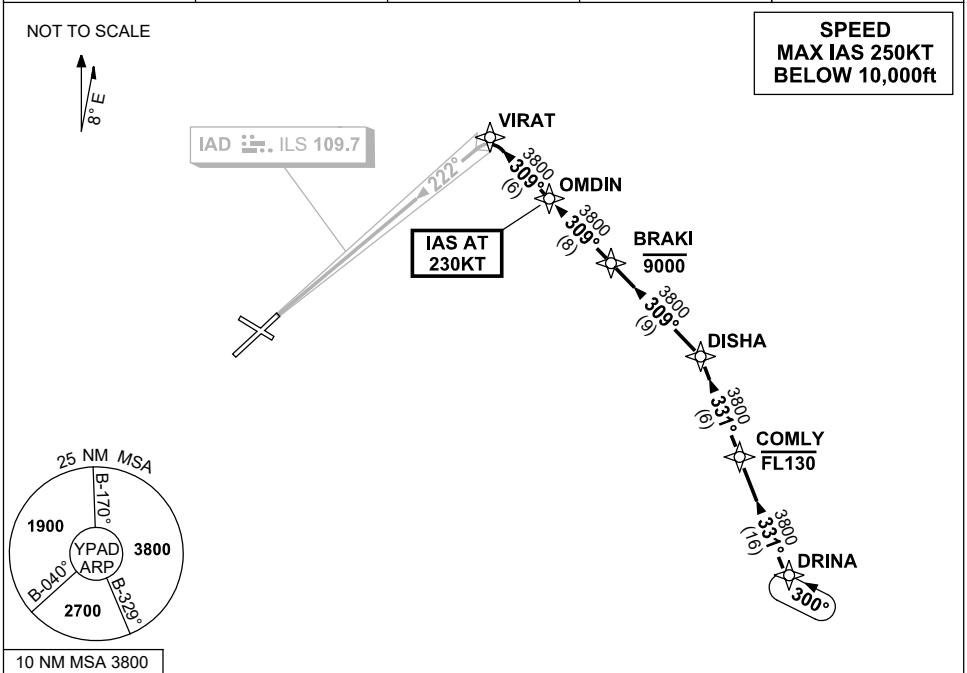 NOT TO SCALE
8° E
SPEED
MAX IAS 250KT
BELOW 10,000ft
IAD ILS 109.7
222°
VIRAT
3800
309°
(6)
OMDIN
IAS AT
230KT
3800
309°
(8)
BRAKI
9000
3800
309°
(9)
DISHA
3800
331°
(6)
COMLY
FL130
3800
331°
(16)
DRINA
300°
25 NM MSA
B-170°
1900
YPAD
ARP
3800
B-040°
B-329°
2700
10 NM MSA 3800